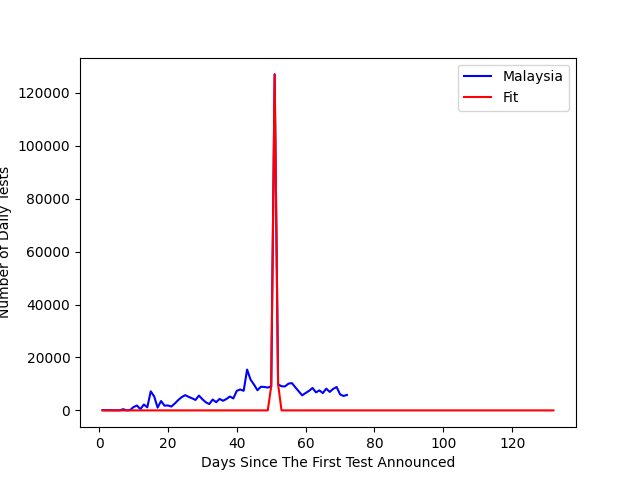 Malaysia
Fit
120000
100000
80000
60000
40000
20000
0
Number of Daily Tests
0 20 40 60 80 100 120
Days Since The First Test Announced